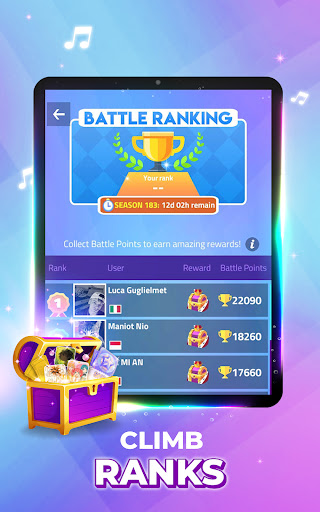 BATTLE RANKING
Your rank
--
SEASON 183: 12d 02h remain
Collect Battle Points to earn amazing rewards!
Rank User Reward Battle Points
1 Luca Guglielmet 22090
Maniot Nio 18260
MI AN 17660
CLIMB
RANKS